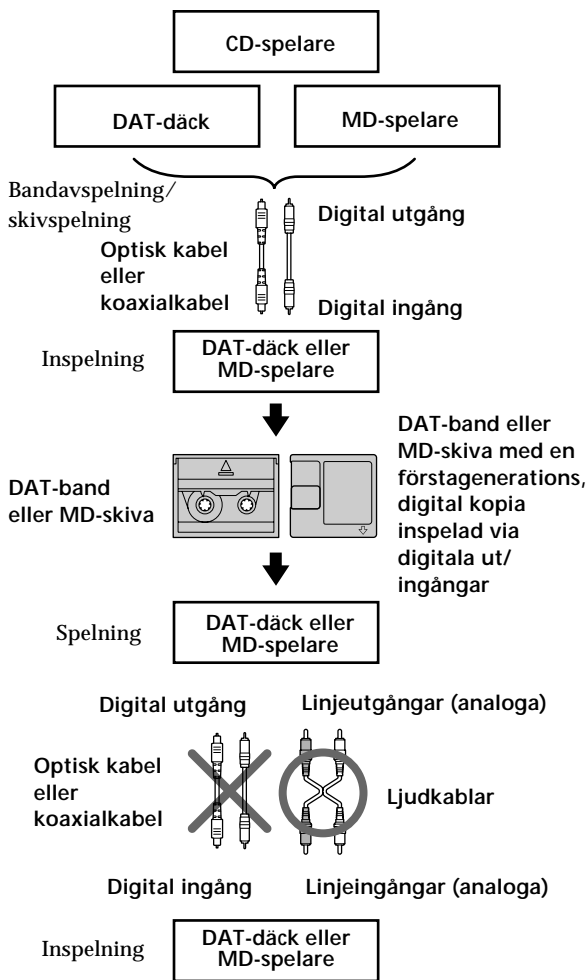 CD-spelare
DAT-däck
MD-spelare
Bandavspelning/
skivspelning
Digital utgång
Optisk kabel
eller
koaxialkabel
Digital ingång
Inspelning
DAT-däck eller
MD-spelare
DAT-band
eller MD-skiva
DAT-band eller
MD-skiva med en
förstagenerations,
digital kopia
inspelad via
digitala ut/
ingångar
Spelning
DAT-däck eller
MD-spelare
Digital utgång
Linjeutgångar (analoga)
Optisk kabel
eller
koaxialkabel
Ljudkablar
Digital ingång
Linjeingångar (analoga)
Inspelning
DAT-däck eller
MD-spelare